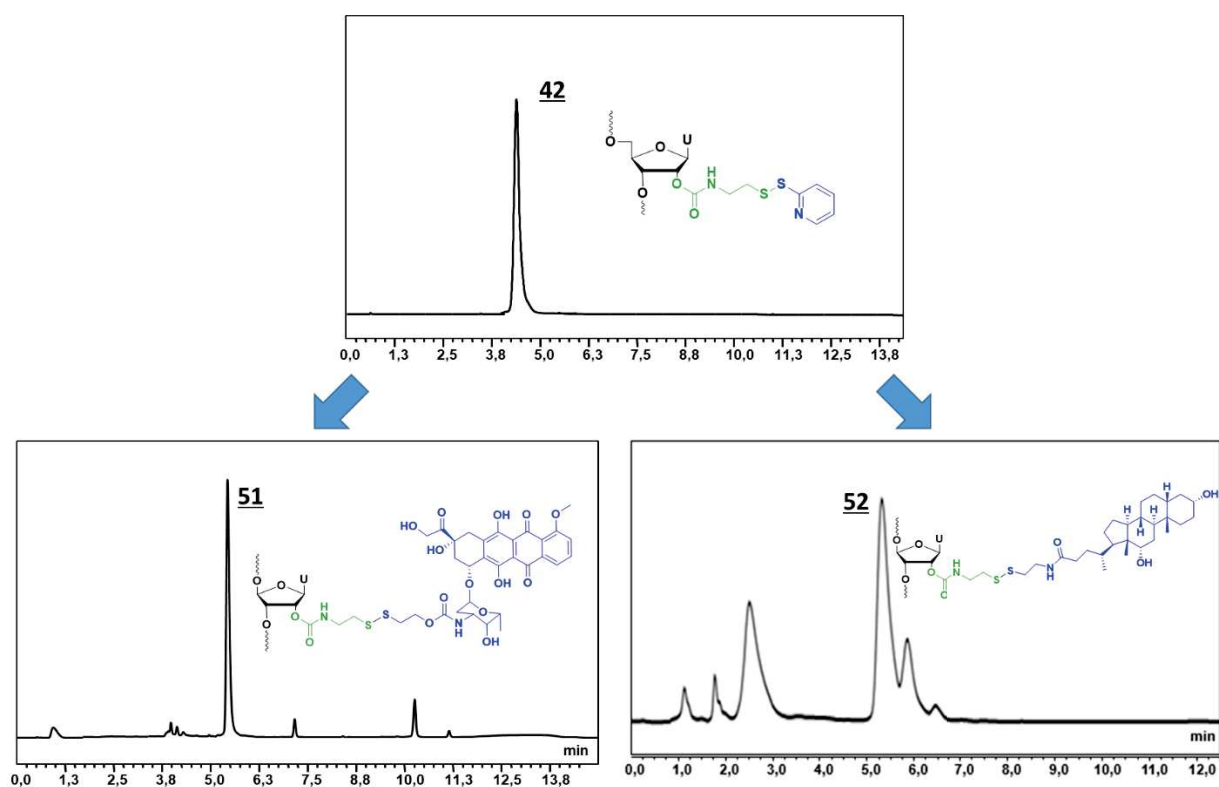 42
O
O
U
O
O
H
N
O
S
S
N
0,0 1,3 2,5 3,8 5,0 6,3 7,5 8,8 10,0 11,3 12,5 13,8
51
HO
O
OH
O
O
HO
OH
O
O
O
O
U
O
O
H
N
O
S
S
O
O
N
H
O
OH
min
0,0 1,3 2,5 3,8 5,0 6,3 7,5 8,8 10,0 11,3 12,5 13,8
52
H
OH
H
H
H
OH
O
O
O
U
O
O
H
N
O
S
S
N
H
min
0,0 1,0 2,0 3,0 4,0 5,0 6,0 7,0 8,0 9,0 10,0 11,0 12,0